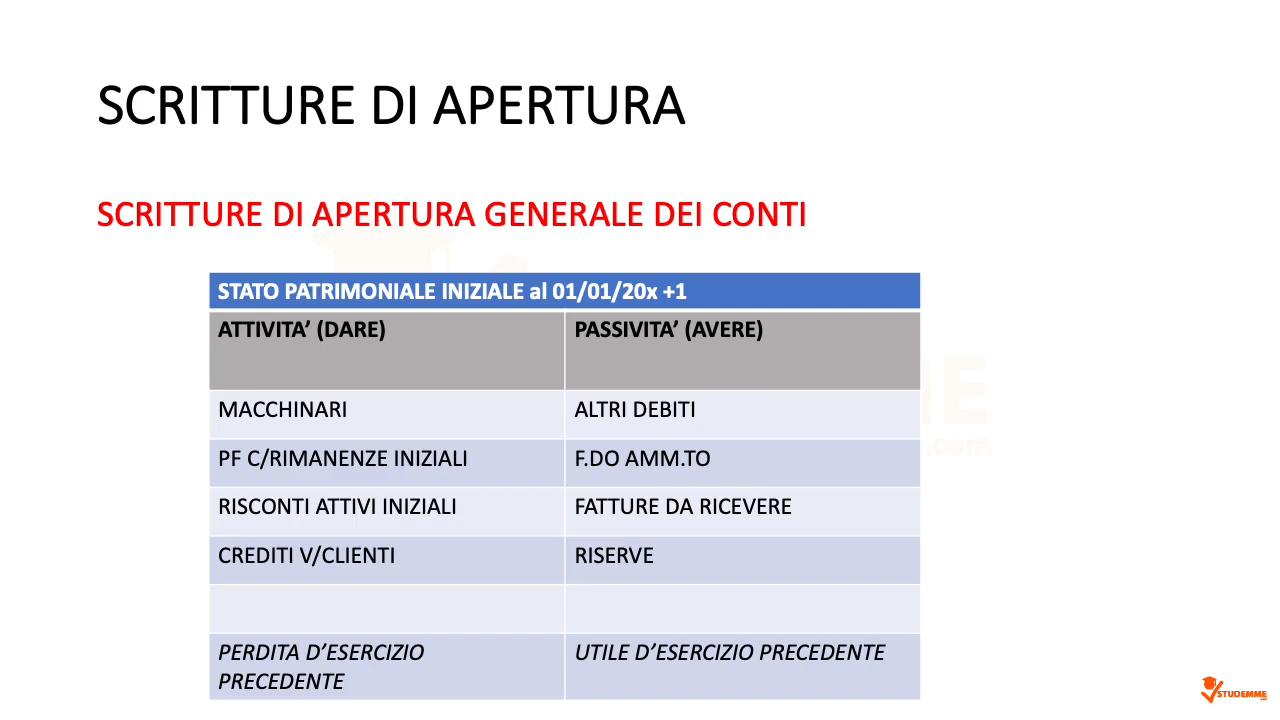 SCRITTURE DI APERTURA
SCRITTURE DI APERTURA GENERALE DEI CONTI
STATO PATRIMONIALE INIZIALE al 01/01/20x +1
ATTIVITA’ (DARE) PASSIVITA’ (AVERE)
MACCHINARI ALTRI DEBITI
PF C/RIMANENZE INIZIALI F.DO AMM.TO
RISCONTI ATTIVI INIZIALI FATTURE DA RICEVERE
CREDITI V/CLIENTI RISERVE
PERDITA D’ESERCIZIO UTILE D’ESERCIZIO PRECEDENTE
PRECEDENTE
STUDEMME